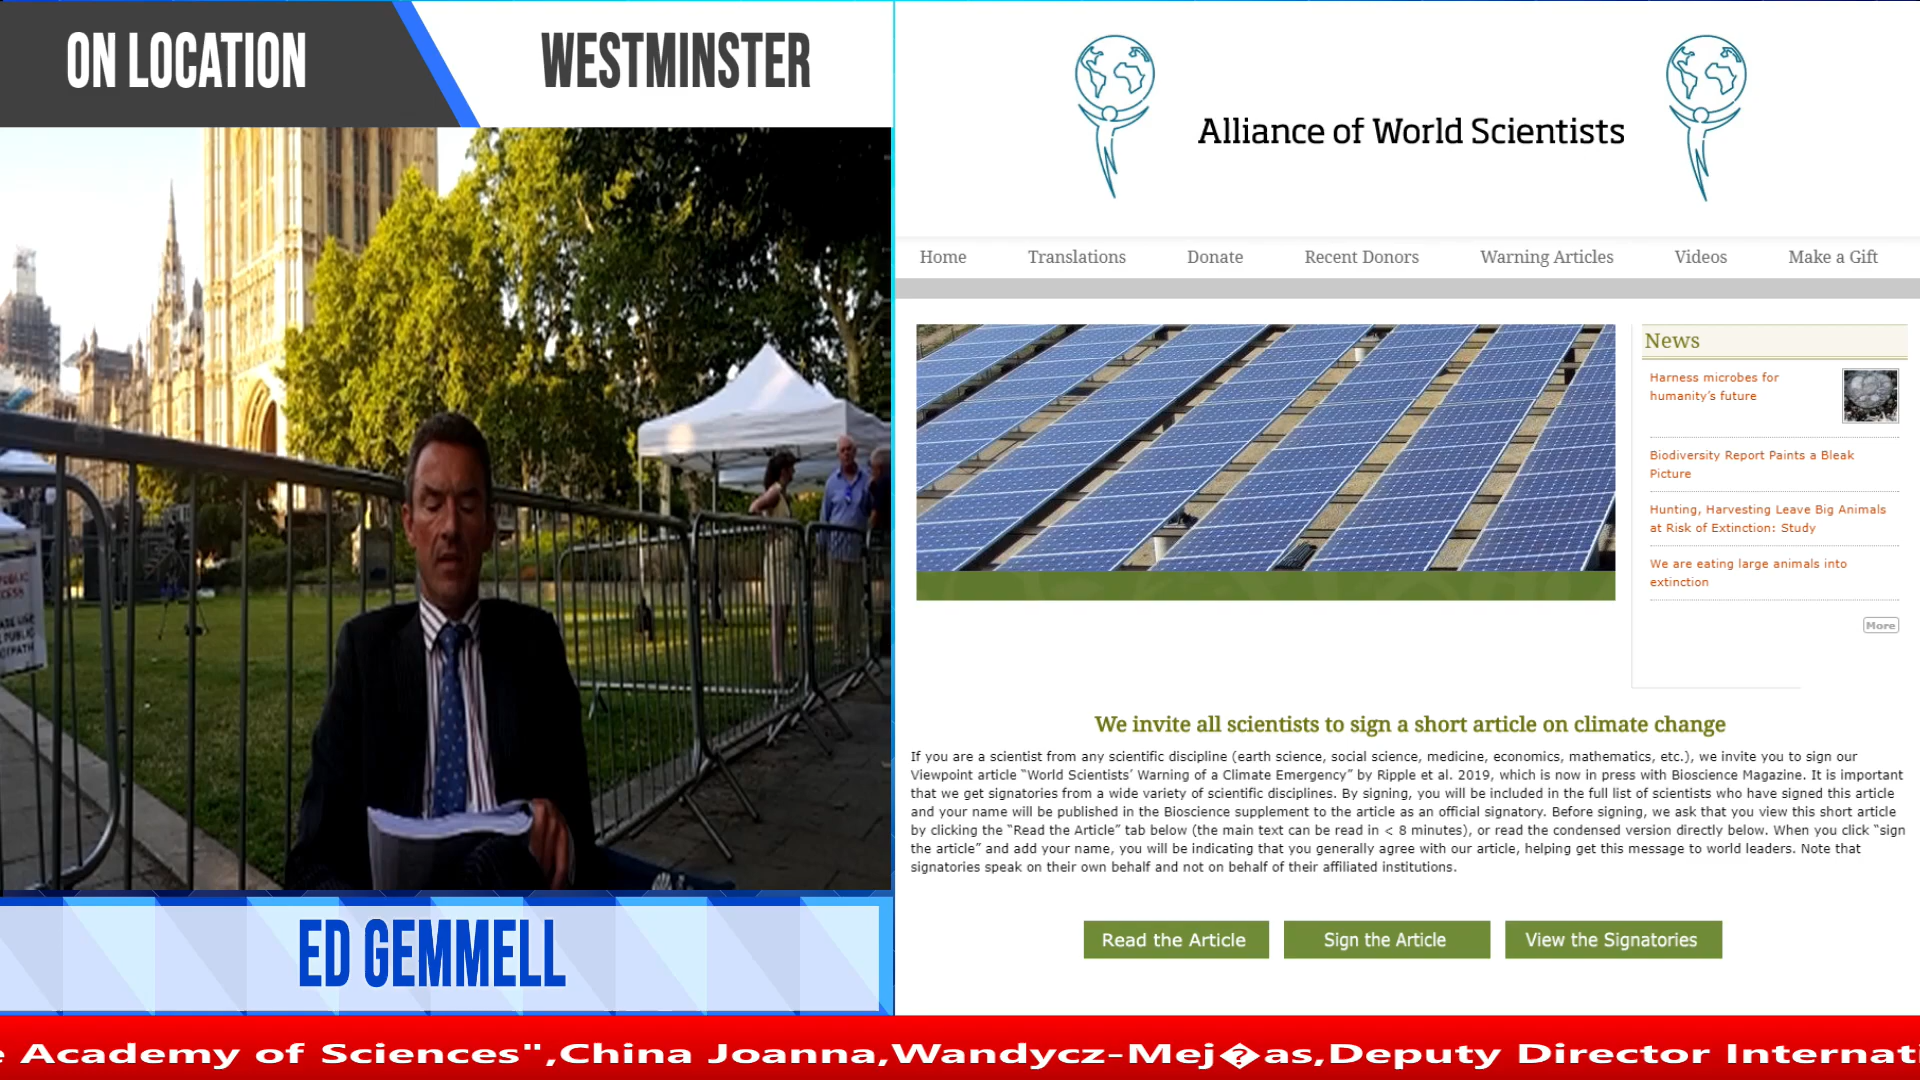 ON LOCATION
WESTMINSTER
PUBLIC
PUBLIC
ED GEMMELL
Alliance of World Scientists
Home Translations Donate Recent Donors Warning Articles Videos Make a Gift
News
Harness microbes for
humanity's future
Biodiversity Report Paints a Bleak
Picture
Hunting, Harvesting Leave Big Animals
at Risk of Extinction: Study
We are eating large animals into
extinction
More
We invite all scientists to sign a short article on climate change
If you are a scientist from any scientific discipline (earth science, social science, medicine, economics, mathematics, etc.), we invite you to sign our
Viewpoint article “World Scientists’ Warning of a Climate Emergency” by Ripple et al. 2019, which is now in press with Bioscience Magazine. It is important
that we get signatories from a wide variety of scientific disciplines. By signing, you will be included in the full list of scientists who have signed this article
and your name will be published in the Bioscience supplement to the article as an official signatory. Before signing, we ask that you view this short article
by clicking the “Read the Article” tab below (the main text can be read in < 8 minutes), or read the condensed version directly below. When you click “sign
the article” and add your name, you will be indicating that you generally agree with our article, helping get this message to world leaders. Note that
signatories speak on their own behalf and not on behalf of their affiliated institutions.
Read the Article Sign the Article View the Signatories
e Academy of Sciences",China Joanna,Wandycz-Mej�as,Deputy Director Internati